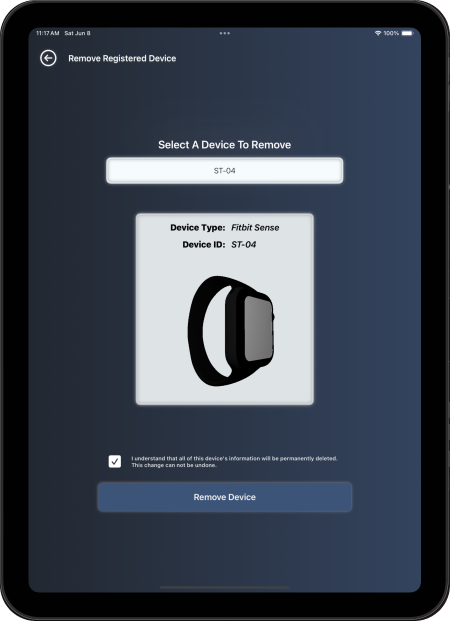 11:17 AM Sat Jun 8
100%
Remove Registered Device
Select A Device To Remove
ST-04
Device Type: Fitbit Sense
Device ID: ST-04
I understand that all of this device's information will be permanently deleted.
This change can not be undone.
Remove Device